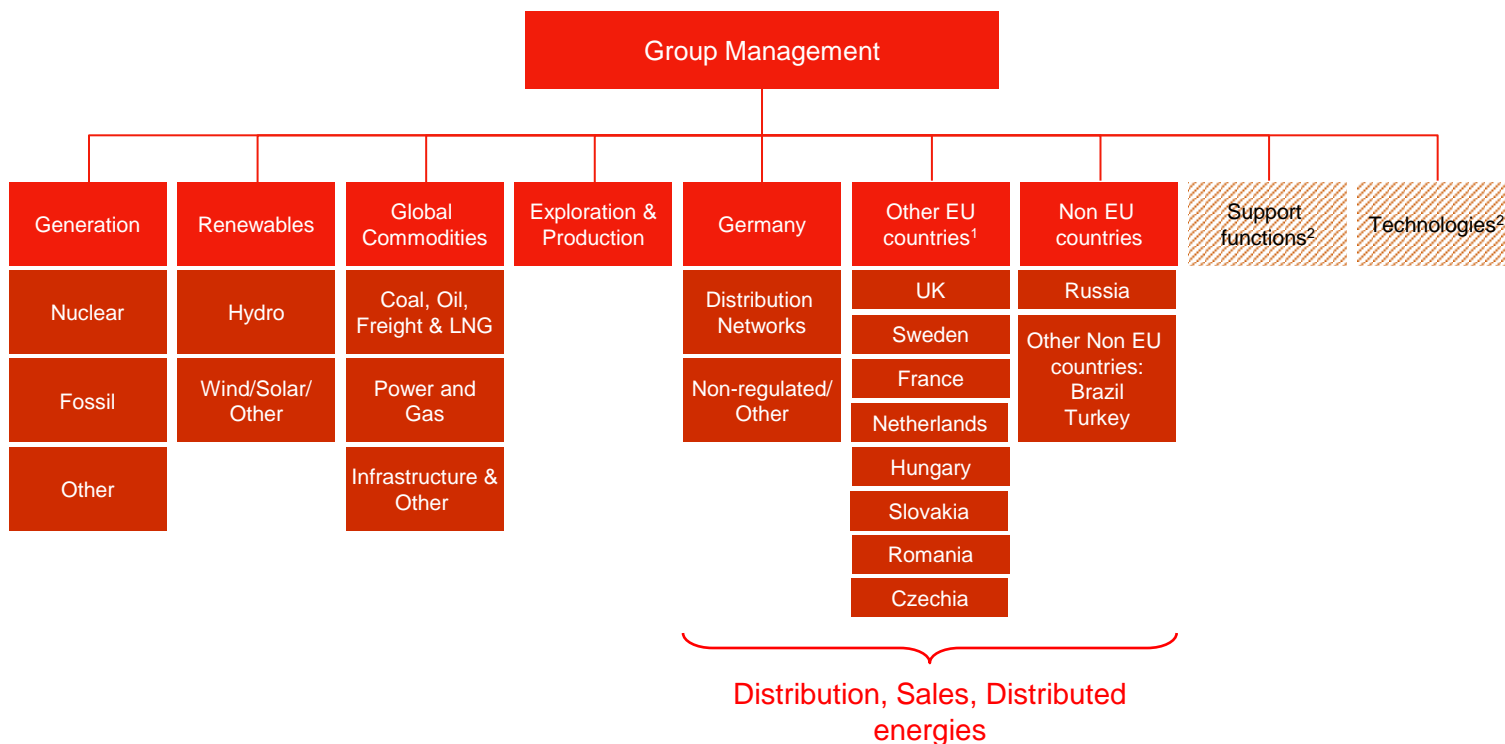 Group Management
Generation
Renewables
Global
Commodities
Exploration &
Production
Germany
Other EU
countries¹
Non EU
countries
Support
functions²
Technologies²
Nuclear
Fossil
Other
Hydro
Wind/Solar/
Other
Coal, Oil,
Freight & LNG
Power and
Gas
Infrastructure &
Other
Distribution
Networks
Non-regulated/
Other
UK
Sweden
France
Netherlands
Hungary
Slovakia
Romania
Czechia
Russia
Other Non EU
countries:
Brazil
Turkey
Distribution, Sales, Distributed
energies